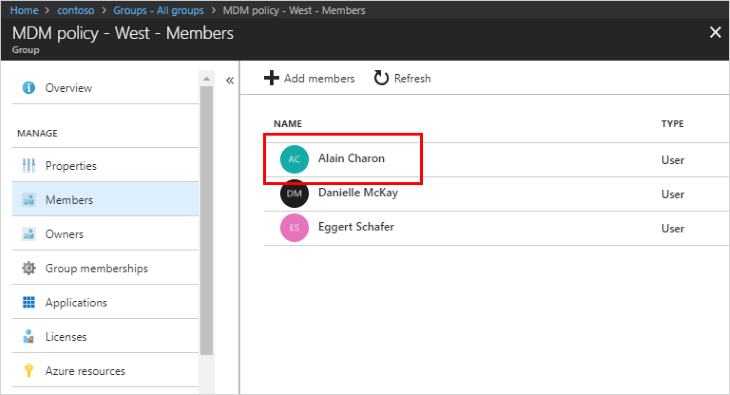 Home > contoso > Groups - All groups > MDM policy - West - Members
MDM policy - West - Members
Group
Overview
MANAGE
Properties
Members
Owners
Group memberships
Applications
Licenses
Azure resources
«
Add members Refresh
NAME TYPE
AC Alain Charon User
DM Danielle McKay User
ES Eggert Schafer User